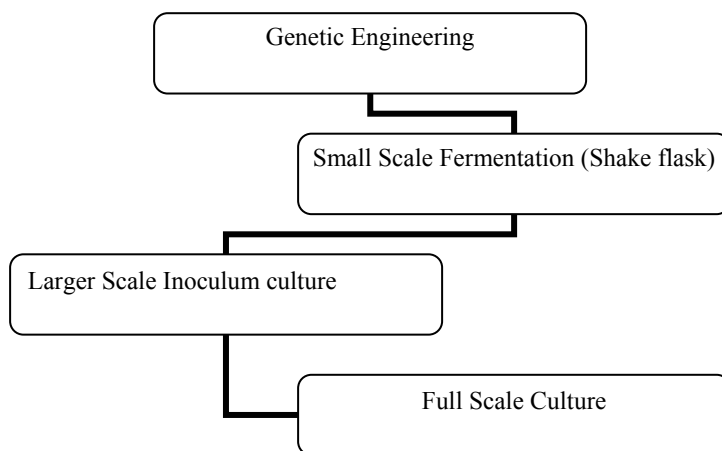 Genetic Engineering
Small Scale Fermentation (Shake flask)
Larger Scale Inoculum culture
Full Scale Culture